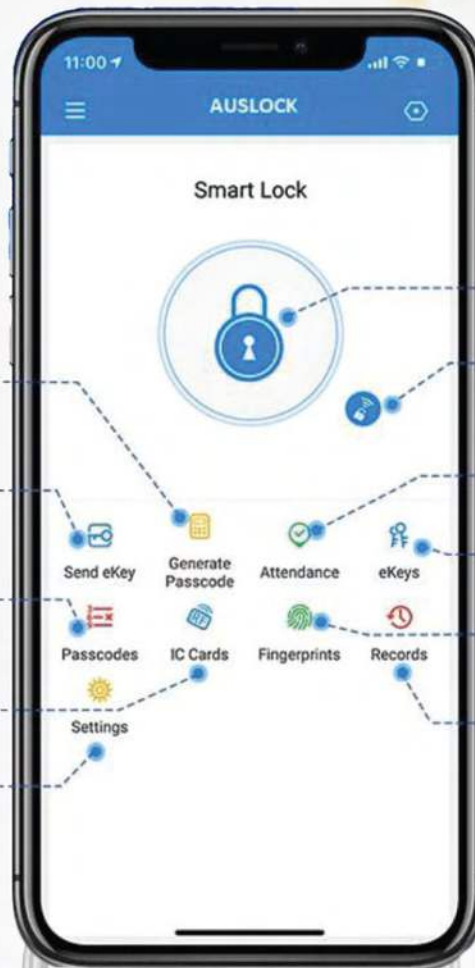 11:00
AUSLOCK
Smart Lock
Send eKey
Generate
Passcode
Attendance
eKeys
Passcodes
IC Cards
Fingerprints
Records
Settings